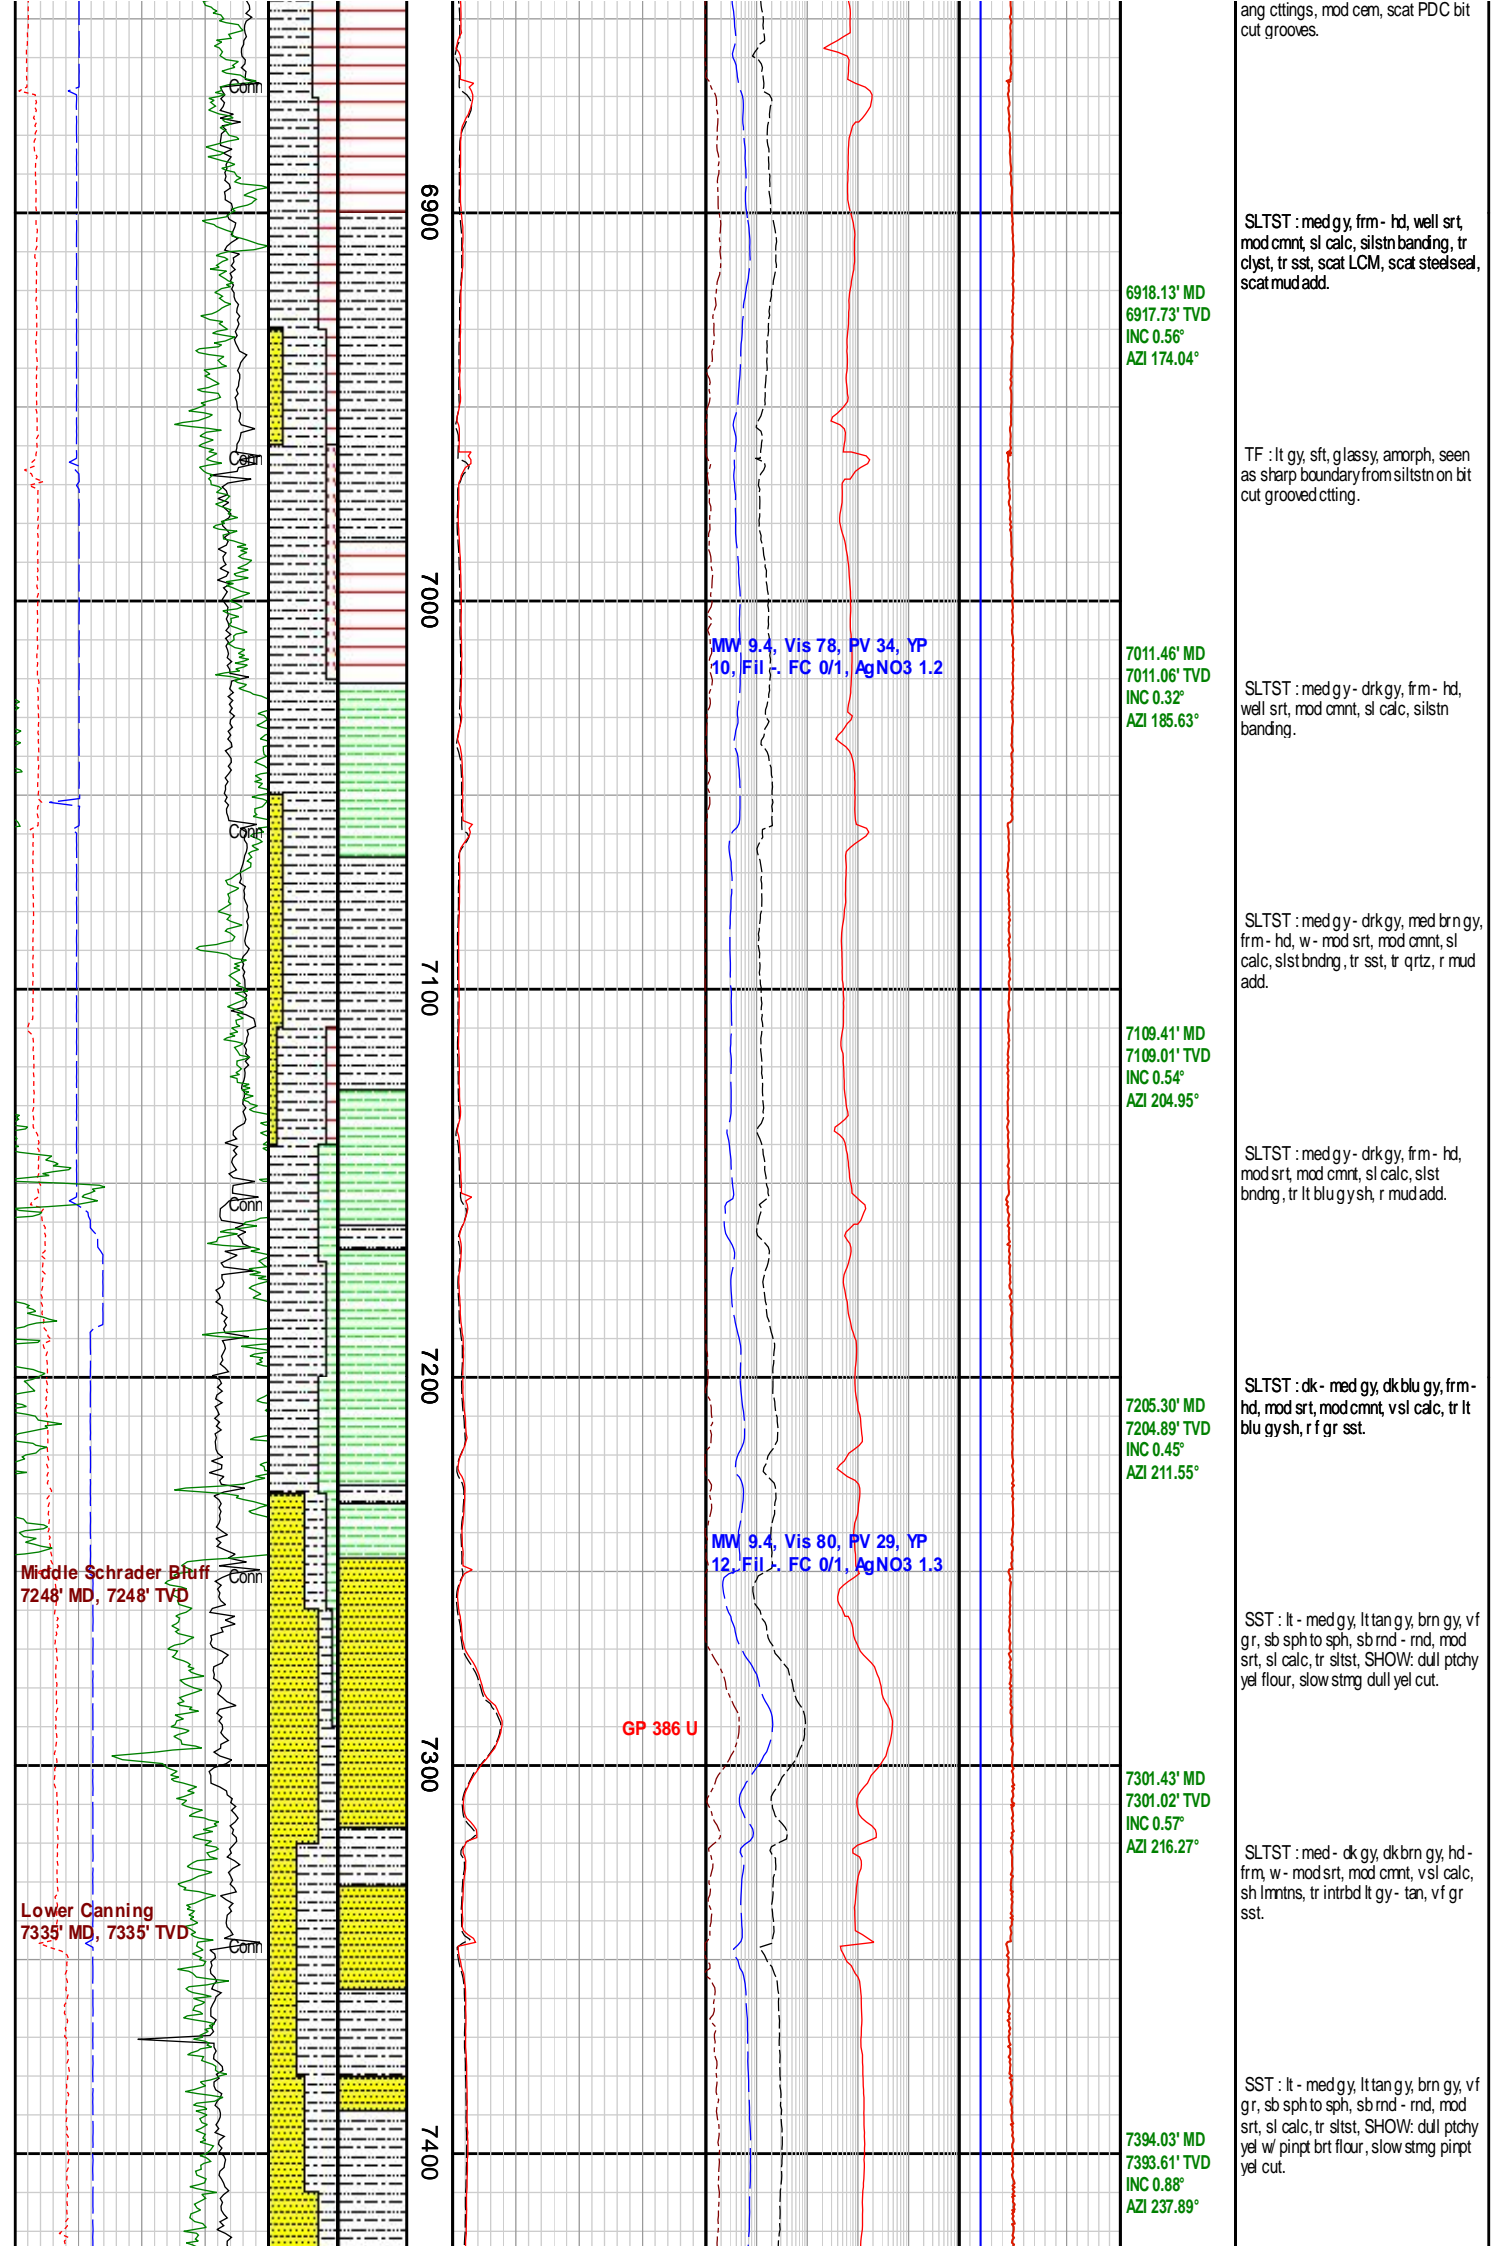 ang cttings, mod cem, scat PDC bit
cut grooves.
Conn
6900
SLTST : med gy, frm - hd, well srt,
mod cmnt, sl calc, silstn banding, tr
clyst, tr sst, scat LCM, scat steelseal,
scat mud add.
6918.13' MD
6917.73' TVD
INC 0.56°
AZI 174.04°
Conn
TF : lt gy, sft, glassy, amorph, seen
as sharp boundary from siltstn on bit
cut grooved ctting.
7000
MW 9.4, Vis 78, PV 34, YP
10, Fil -. FC 0/1, AgNO3 1.2
7011.46' MD
7011.06' TVD
INC 0.32°
AZI 185.63°
SLTST : med gy - drk gy, frm - hd,
well srt, mod cmnt, sl calc, silstn
banding.
Conn
SLTST : med gy - drk gy, med brn gy,
frm - hd, w - mod srt, mod cmnt, sl
calc, slst bndng, tr sst, tr qrtz, r mud
add.
7100
7109.41' MD
7109.01' TVD
INC 0.54°
AZI 204.95°
SLTST : med gy - drk gy, frm - hd,
mod srt, mod cmnt, sl calc, slst
bndng, tr lt blu gy sh, r mud add.
Conn
7200
SLTST : dk - med gy, dk blu gy, frm -
hd, mod srt, mod cmnt, v sl calc, tr lt
blu gy sh, r f gr sst.
7205.30' MD
7204.89' TVD
INC 0.45°
AZI 211.55°
MW 9.4, Vis 80, PV 29, YP
12, Fil -. FC 0/1, AgNO3 1.3
Middle Schrader Bluff
7248' MD, 7248' TVD
Conn
SST : lt - med gy, lt tan gy, brn gy, vf
gr, sb sph to sph, sb rnd - rnd, mod
srt, sl calc, tr sltst, SHOW: dull ptchy
yel flour, slow stmg dull yel cut.
GP 386 U
7300
7301.43' MD
7301.02' TVD
INC 0.57°
AZI 216.27°
SLTST : med - dk gy, dk brn gy, hd -
frm, w - mod srt, mod cmnt, v sl calc,
sh lmntns, tr intrbd lt gy - tan, vf gr
sst.
Lower Canning
7335' MD, 7335' TVD
Conn
SST : lt - med gy, lt tan gy, brn gy, vf
gr, sb sph to sph, sb rnd - rnd, mod
srt, sl calc, tr sltst, SHOW: dull ptchy
yel w/ pinpt brt flour, slow stmg pinpt
yel cut.
7400
7394.03' MD
7393.61' TVD
INC 0.88°
AZI 237.89°